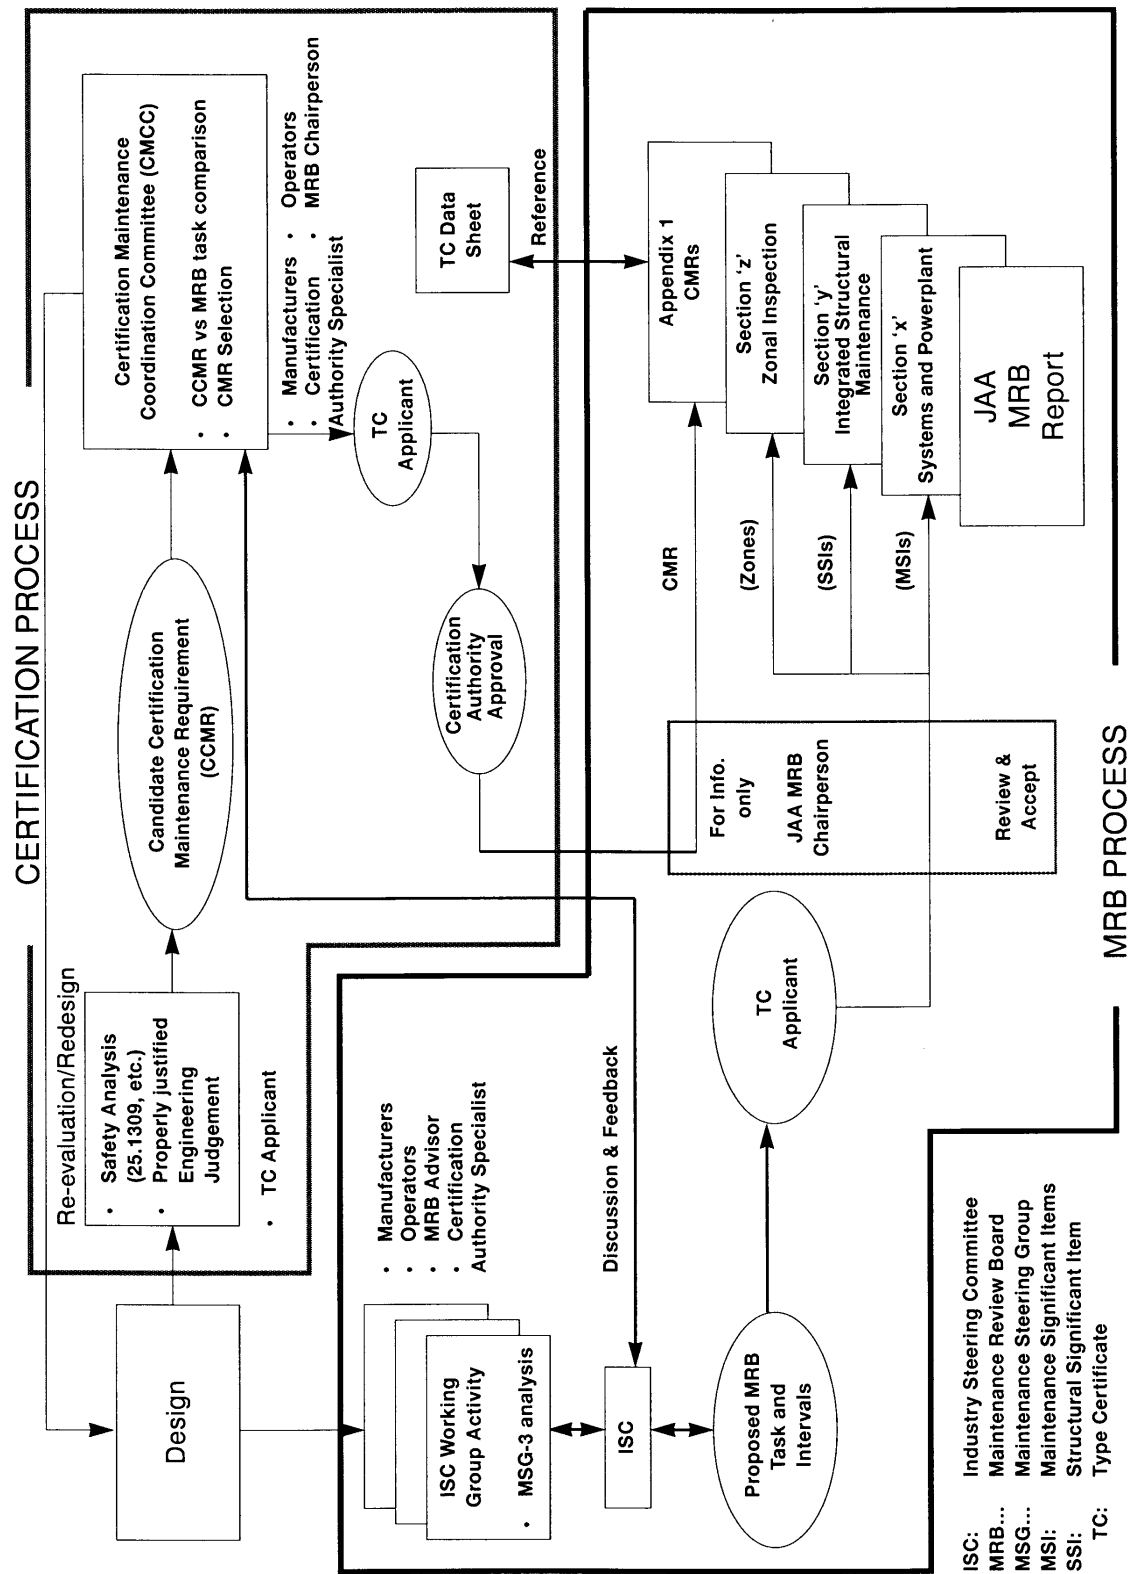 CERTIFICATION PROCESS
Re-evaluation/Redesign
Design
• Safety Analysis
(25.1309, etc.)
• Properly justified
Engineering
Judgement
• TC Applicant
Candidate Certification
Maintenance Requirement
(CCMR)
Certification Maintenance
Coordination Committee (CMCC)
• CCMR vs MRB task comparison
• CMR Selection
• Manufacturers • Operators
• Certification • MRB Chairperson
Authority Specialist
TC
Applicant
Certification
Authority
Approval
TC Data
Sheet
Reference
• Manufacturers
• Operators
• MRB Advisor
• Certification
Authority Specialist
ISC Working
Group Activity
• MSG-3 analysis
ISC
Discussion & Feedback
Proposed MRB
Task and
Intervals
TC
Applicant
For Info.
only
JAA MRB
Chairperson
Review &
Accept
CMR
(Zones)
(SSIs)
(MSIs)
Appendix 1
CMRs
Section ‘z’
Zonal Inspection
Section ‘y’
Integrated Structural
Maintenance
Section ‘x’
Systems and Powerplant
JAA
MRB
Report
ISC: Industry Steering Committee
MRB... Maintenance Review Board
MSG... Maintenance Steering Group
MSI: Maintenance Significant Items
SSI: Structural Significant Item
TC: Type Certificate
MRB PROCESS